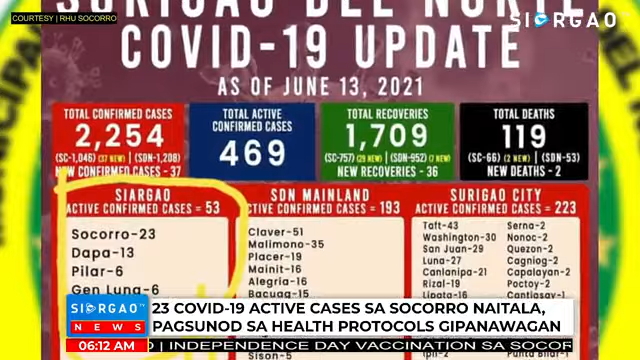 COURTESY | RHU SOCORRO
SURIGAO DEL NORTE
SIARGAO
COVID-19 UPDATE
AS OF JUNE 13, 2021
TOTAL CONFIRMED CASES
2,254
(SC-1,046) (37 NEW) | (SDN-1,208)
NEW CONFIRMED CASES - 37
TOTAL ACTIVE
CONFIRMED CASES
469
TOTAL RECOVERIES
1,709
(SC-757) (29 NEW) | (SDN-952) (7 NEW)
NEW RECOVERIES - 36
TOTAL DEATHS
119
(SC-66) (2 NEW) | (SDN-53)
NEW DEATHS - 2
SIARGAO
ACTIVE CONFIRMED CASES = 53
Socorro-23
Dapa-13
Pilar-6
Gen Luna-6
SDN MAINLAND
ACTIVE CONFIRMED CASES = 193
Claver-51
Malimono-35
Placer-19
Mainit-16
Alegria-16
Bacuag-15
Sison-5
SURIGAO CITY
ACTIVE CONFIRMED CASES = 223
Taft-43
Washington-30
San Juan-29
Luna-27
Canlanipa-21
Rizal-19
Lipata-16
Serna-2
Nonoc-2
Quezon-2
Cagniog-2
Capalayan-2
Poctoy-2
Cantiasay-1
Punta Bil-1
SIARGAO
NEWS
23 COVID-19 ACTIVE CASES SA SOCORRO NAITALA,
PAGSUNOD SA HEALTH PROTOCOLS GIPANAWAGAN
06:12 AM
| INDEPENDENCE DAY VACCINATION SA SOCOR